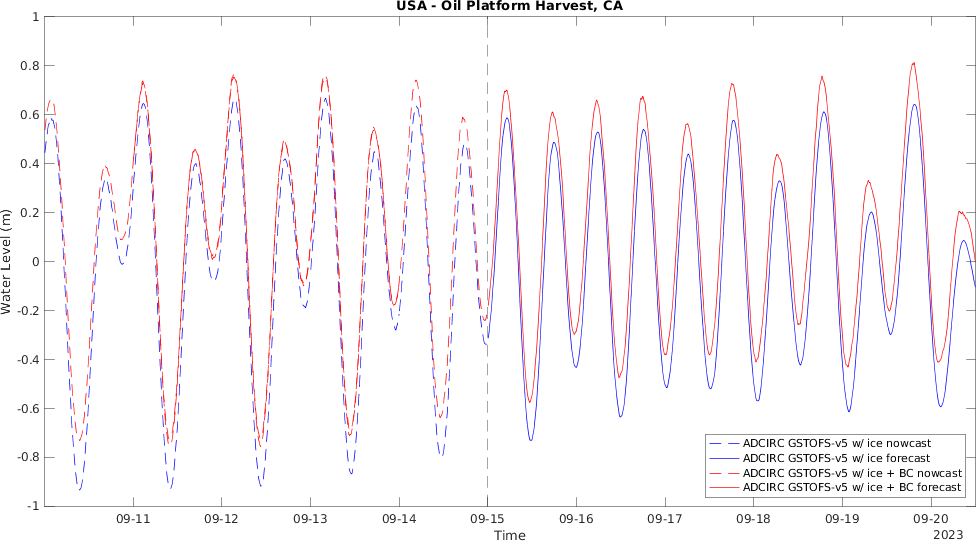 USA - Oil Platform Harvest, CA
1
0.8
0.6
0.4
0.2
0
-0.2
-0.4
-0.6
-0.8
-1
Water Level (m)
09-11 09-12 09-13 09-14 09-15 09-16 09-17 09-18 09-19 09-20
Time
2023
ADCIRC GSTOFS-v5 w/ ice nowcast
ADCIRC GSTOFS-v5 w/ ice forecast
ADCIRC GSTOFS-v5 w/ ice + BC nowcast
ADCIRC GSTOFS-v5 w/ ice + BC forecast